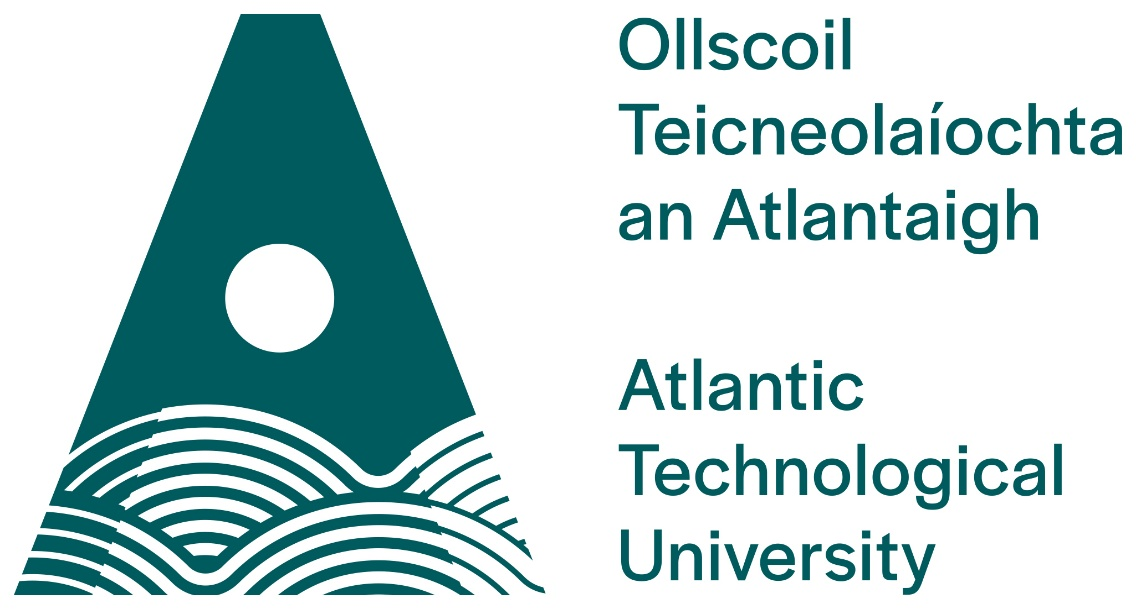 Ollscoil
Teicneolaíochta
an Atlantaigh
Atlantic
Technological
University